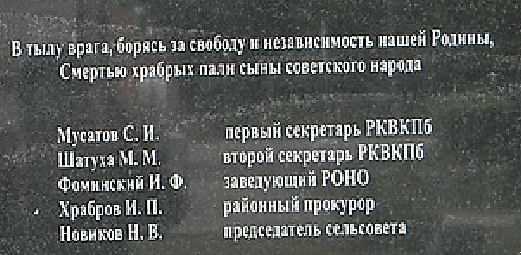 В тылу врага, борясь за свободу и независимость нашей Родины,
Смертью храбрых пали сыны советского народа
Мусатов С. И. первый секретарь РКВКПб
Шатуха М. М. второй секретарь РКВКПб
Фоминский И. Ф. заведующий РОНО
Храбров И. П. районный прокурор
Новиков Н. В. председатель сельсовета